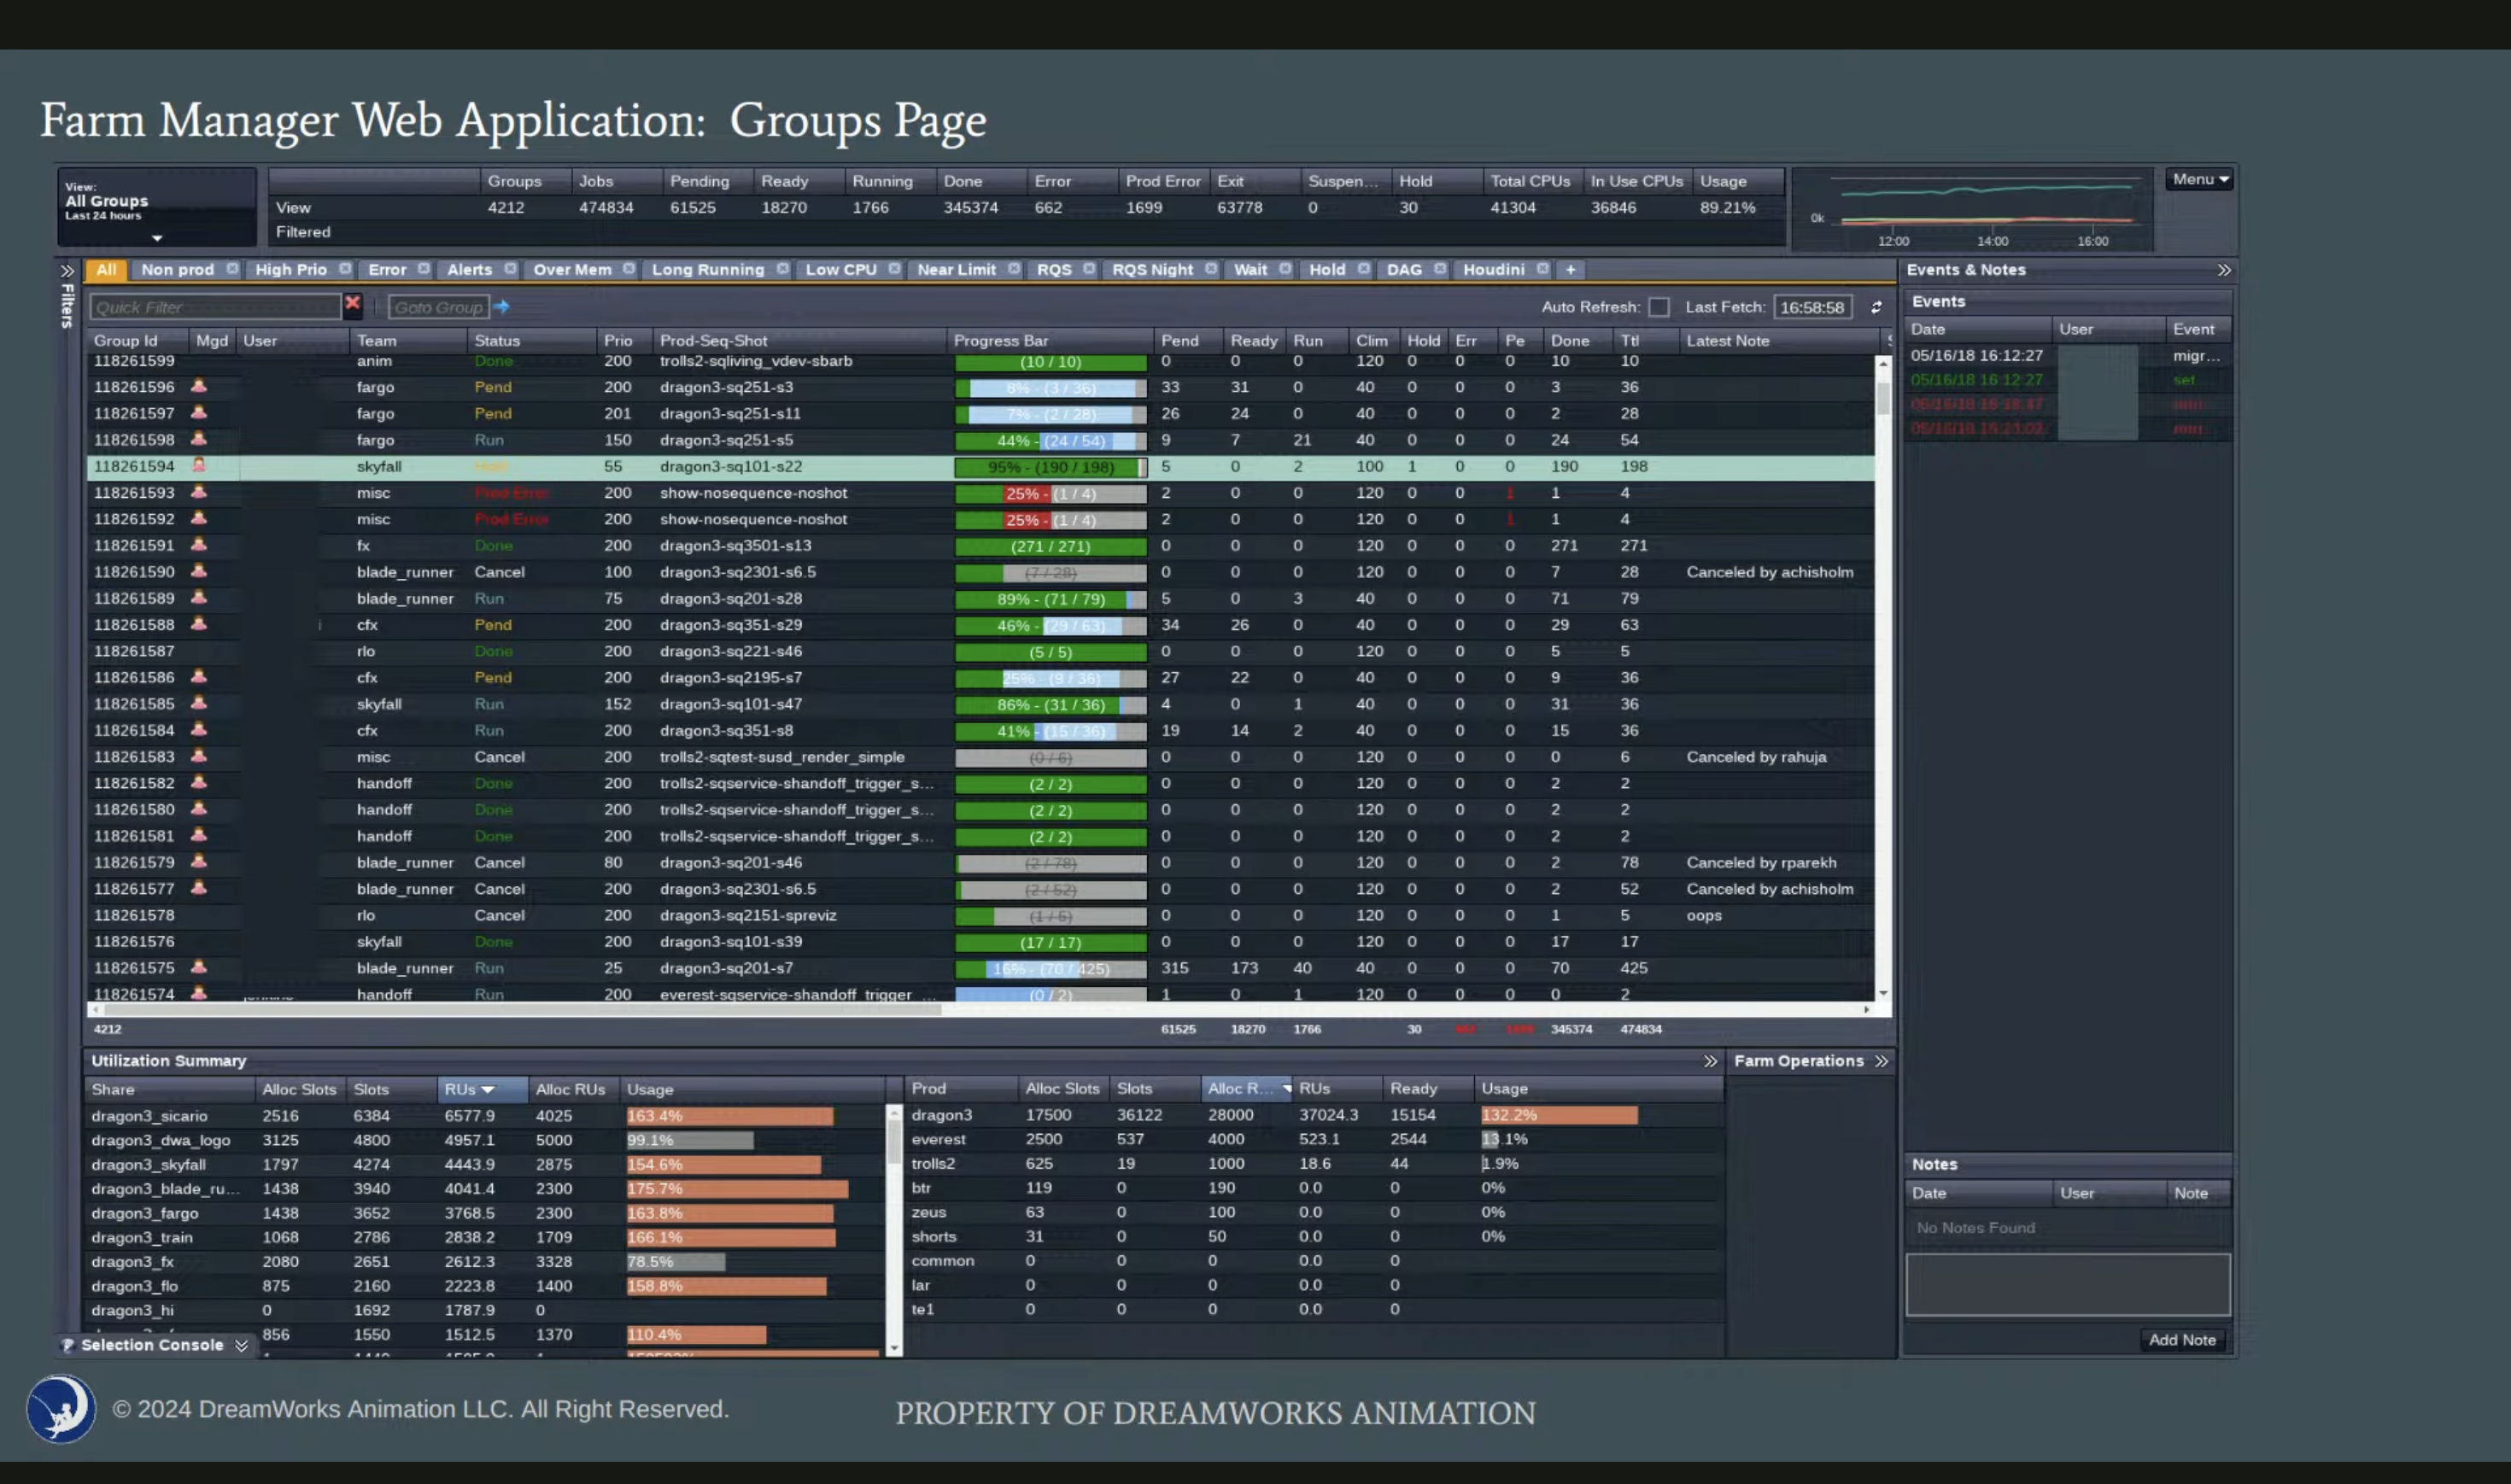 Farm Manager Web Application: Groups Page
View:
All Groups
Last 24 hours
Groups Jobs Pending Ready Running Done Error Prod Error Exit Suspen... Hold Total CPUs In Use CPUs Usage
View 4212 474834 61525 18270 1766 345374 662 1699 63778 0 30 41304 36846 89.21%
Filtered
0k
12:00 14:00 16:00
Menu
Filters
All Non prod High Prio Error Alerts Over Mem Long Running Low CPU Near Limit RQS RQS Night Wait Hold DAG Houdini +
Quick Filter Goto Group Auto Refresh: Last Fetch: 16:58:58
Group Id Mgd User Team Status Prio Prod-Seq-Shot Progress Bar Pend Ready Run Clim Hold Err Pe Done Ttl Latest Note
118261599 anim Done 200 trolls2-sqliving_vdev-sbarb (10 / 10) 0 0 0 120 0 0 0 10 10
118261596 fargo Pend 200 dragon3-sq251-s3 8% - (3 / 36) 33 31 0 40 0 0 0 3 36
118261597 fargo Pend 201 dragon3-sq251-s11 7% - (2 / 28) 26 24 0 40 0 0 0 2 28
118261598 fargo Run 150 dragon3-sq251-s5 44% - (24 / 54) 9 7 21 40 0 0 0 24 54
118261594 skyfall 55 dragon3-sq101-s22 95% - (190 / 198) 5 0 2 100 1 0 0 190 198
118261593 misc Prod Error 200 show-nosequence-noshot 25% - (1 / 4) 2 0 0 120 0 0 1 1 4
118261592 misc Prod Error 200 show-nosequence-noshot 25% - (1 / 4) 2 0 0 120 0 0 1 1 4
118261591 fx Done 200 dragon3-sq3501-s13 (271 / 271) 0 0 0 120 0 0 0 271 271
118261590 blade_runner Cancel 100 dragon3-sq2301-s6.5 (7 / 28) 0 0 0 120 0 0 0 7 28 Canceled by achisholm
118261589 blade_runner Run 75 dragon3-sq201-s28 89% - (71 / 79) 5 0 3 40 0 0 0 71 79
118261588 cfx Pend 200 dragon3-sq351-s29 46% - (29 / 63) 34 26 0 40 0 0 0 29 63
118261587 rlo Done 200 dragon3-sq221-s46 (5 / 5) 0 0 0 120 0 0 0 5 5
118261586 cfx Pend 200 dragon3-sq2195-s7 25% - (9 / 36) 27 22 0 40 0 0 0 9 36
118261585 skyfall Run 152 dragon3-sq101-s47 86% - (31 / 36) 4 0 1 40 0 0 0 31 36
118261584 cfx Run 200 dragon3-sq351-s8 41% - (15 / 36) 19 14 2 40 0 0 0 15 36
118261583 misc Cancel 200 trolls2-sqtest-susd_render_simple (0 / 6) 0 0 0 120 0 0 0 0 6 Canceled by rahuja
118261582 handoff Done 200 trolls2-sqservice-shandoff_trigger_s... (2 / 2) 0 0 0 120 0 0 0 2 2
118261580 handoff Done 200 trolls2-sqservice-shandoff_trigger_s... (2 / 2) 0 0 0 120 0 0 0 2 2
118261581 handoff Done 200 trolls2-sqservice-shandoff_trigger_s... (2 / 2) 0 0 0 120 0 0 0 2 2
118261579 blade_runner Cancel 80 dragon3-sq201-s46 (2 / 78) 0 0 0 120 0 0 0 2 78 Canceled by rparekh
118261577 blade_runner Cancel 200 dragon3-sq2301-s6.5 (2 / 52) 0 0 0 120 0 0 0 2 52 Canceled by achisholm
118261578 rlo Cancel 200 dragon3-sq2151-spreviz (1 / 5) 0 0 0 120 0 0 0 1 5 oops
118261576 skyfall Done 200 dragon3-sq101-s39 (17 / 17) 0 0 0 120 0 0 0 17 17
118261575 blade_runner Run 25 dragon3-sq201-s7 16% - (70 / 425) 315 173 40 40 0 0 0 70 425
118261574 handoff Run 200 everest-sqservice-shandoff_trigger_... (0 / 2) 1 0 1 120 0 0 0 0 2
4212 61525 18270 1766 30 345374 474834
Events & Notes
Events
Date User Event
05/16/18 16:12:27 migr...
05/16/18 16:12:27 set
Utilization Summary
Share Alloc Slots Slots RUs Alloc RUs Usage
dragon3_sicario 2516 6384 6577.9 4025 163.4%
dragon3_dwa_logo 3125 4800 4957.1 5000 99.1%
dragon3_skyfall 1797 4274 4443.9 2875 154.6%
dragon3_blade_ru... 1438 3940 4041.4 2300 175.7%
dragon3_fargo 1438 3652 3768.5 2300 163.8%
dragon3_train 1068 2786 2838.2 1709 166.1%
dragon3_fx 2080 2651 2612.3 3328 78.5%
dragon3_flo 875 2160 2223.8 1400 158.8%
dragon3_hi 0 1692 1787.9 0
856 1550 1512.5 1370 110.4%
Selection Console
Prod Alloc Slots Slots Alloc R... RUs Ready Usage
dragon3 17500 36122 28000 37024.3 15154 132.2%
everest 2500 537 4000 523.1 2544 13.1%
trolls2 625 19 1000 18.6 44 1.9%
btr 119 0 190 0.0 0 0%
zeus 63 0 100 0.0 0 0%
shorts 31 0 50 0.0 0 0%
common 0 0 0 0.0 0
lar 0 0 0 0.0 0
te1 0 0 0 0.0 0
Farm Operations
Notes
Date User Note
No Notes Found
Add Note
© 2024 DreamWorks Animation LLC. All Right Reserved.
PROPERTY OF DREAMWORKS ANIMATION